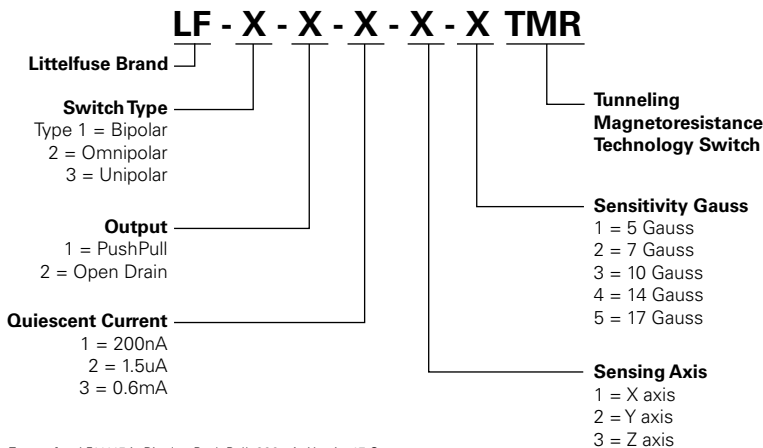 LF - X - X - X - X - X TMR
Littelfuse Brand
Switch Type
Type 1 = Bipolar
2 = Omnipolar
3 = Unipolar
Output
1 = PushPull
2 = Open Drain
Quiescent Current
1 = 200nA
2 = 1.5uA
3 = 0.6mA
Tunneling
Magnetoresistance
Technology Switch
Sensitivity Gauss
1 = 5 Gauss
2 = 7 Gauss
3 = 10 Gauss
4 = 14 Gauss
5 = 17 Gauss
Sensing Axis
1 = X axis
2 = Y axis
3 = Z axis